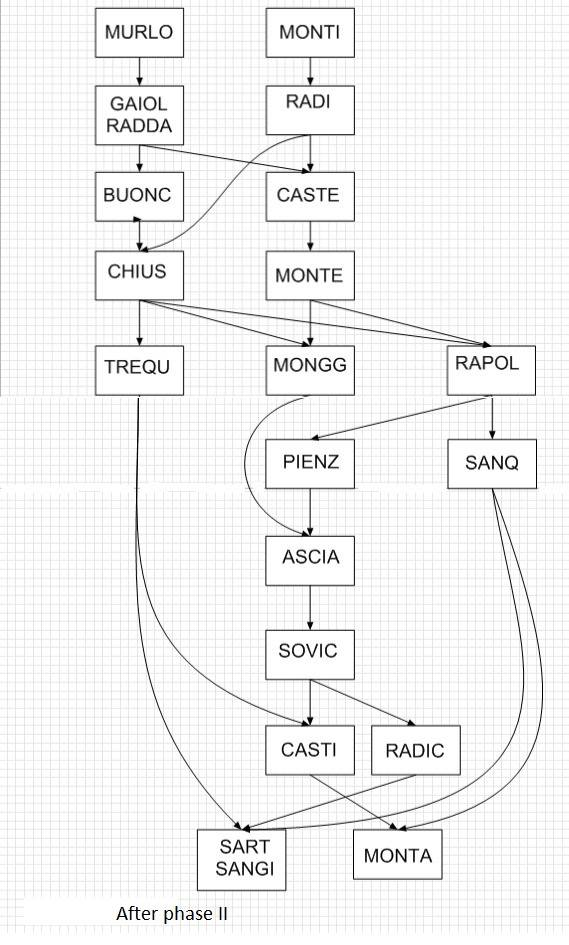 MURLO
MONTI
GAIOL
RADDA
RADI
BUONC
CASTE
CHIUS
MONTE
TREQU
MONGG
RAPOL
PIENZ
SANQ
ASCIA
SOVIC
CASTI
RADIC
SART
SANGI
MONTA
After phase II